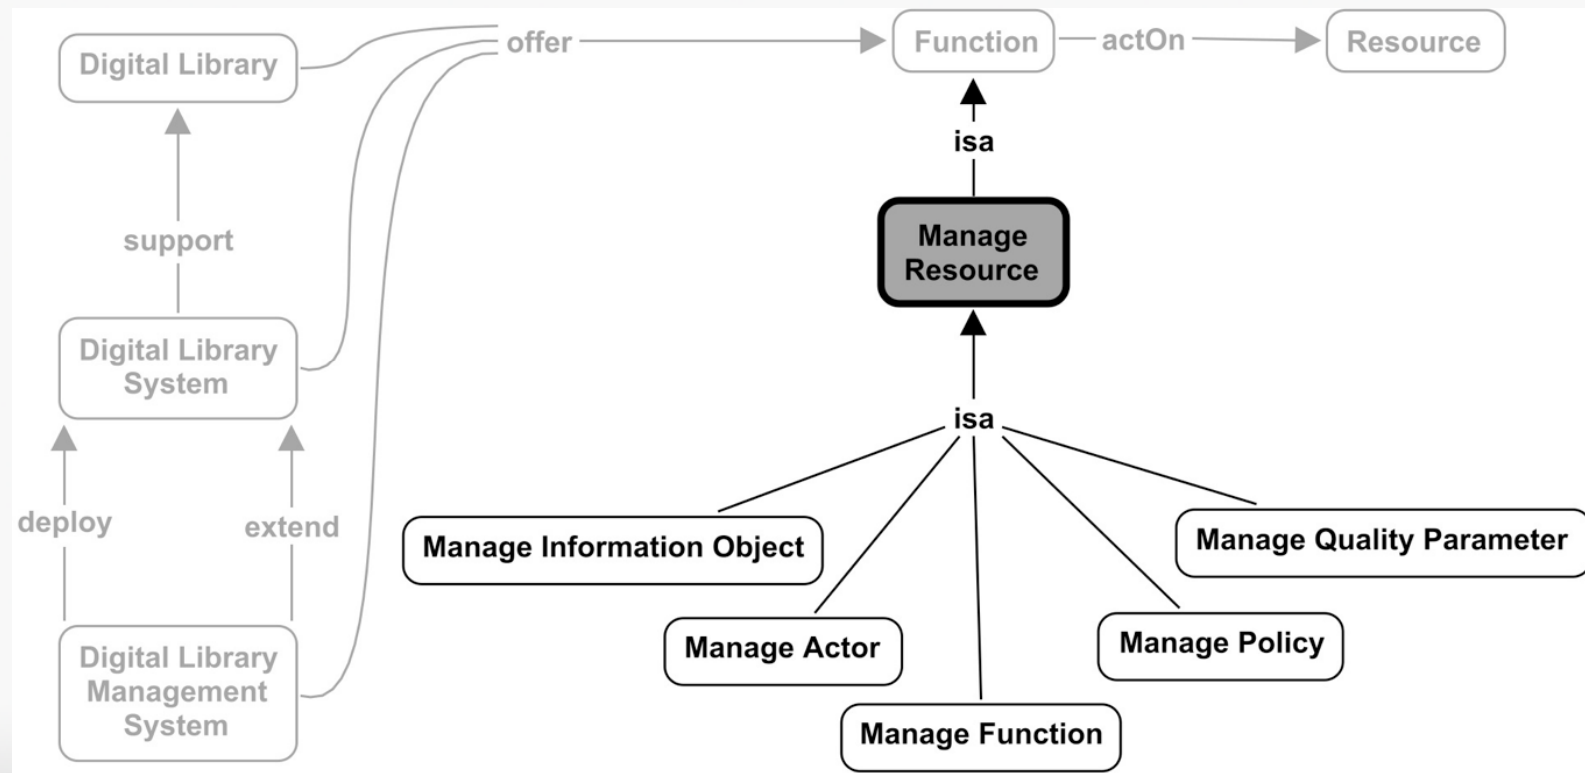 offer
Function
actOn
Resource
Digital Library
isa
support
Manage
Resource
Digital Library
System
isa
deploy
extend
Manage Information Object
Manage Quality Parameter
Manage Actor
Manage Policy
Digital Library
Management
System
Manage Function